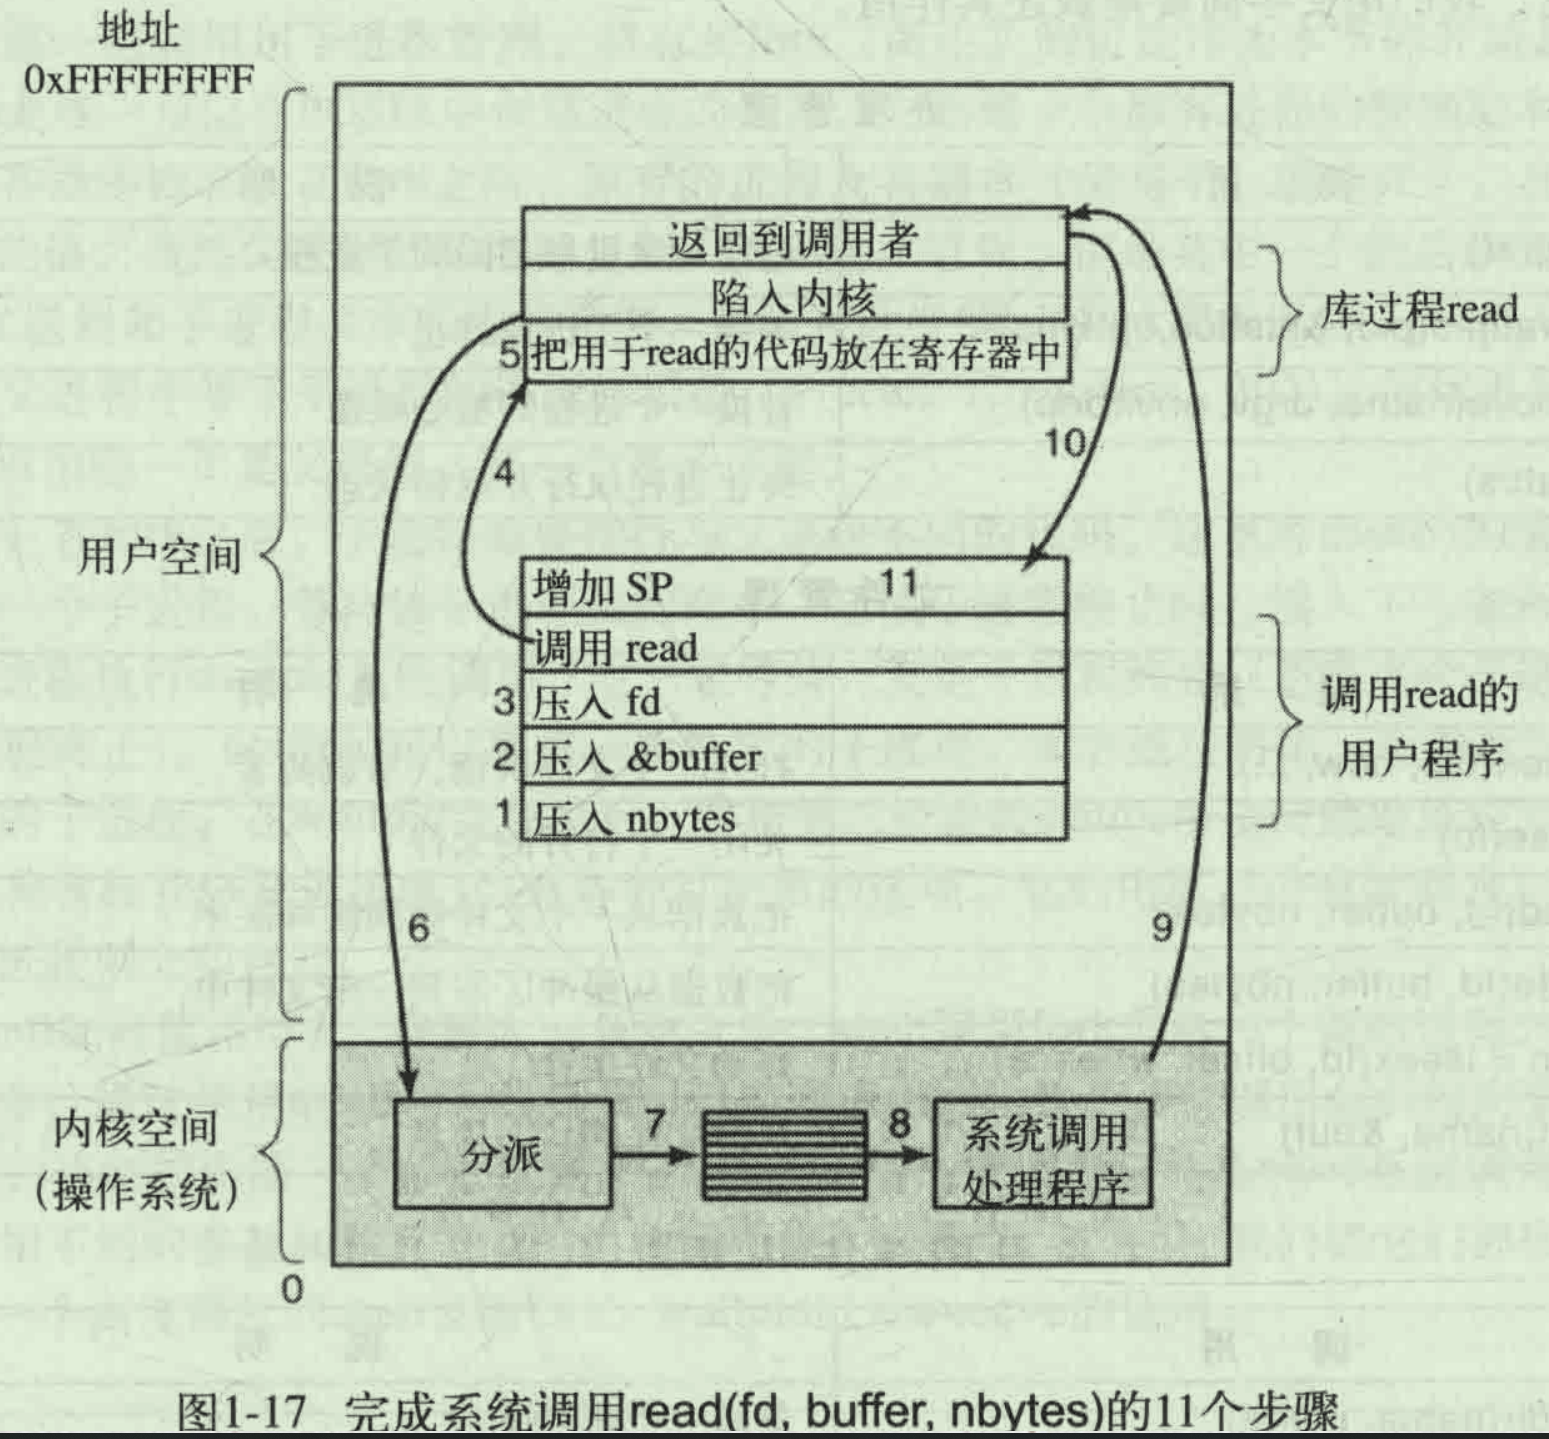 地址
0xFFFFFFFF
返回到调用者
陷入内核
5 把用于read的代码放在寄存器中
库过程read
4
10
用户空间
增加 SP 11
调用 read
3 压入 fd
2 压入 &buffer
1 压入 nbytes
调用read的
用户程序
6
9
内核空间
(操作系统)
分派
7
8
系统调用
处理程序
0
图1-17 完成系统调用read(fd, buffer, nbytes)的11个步骤